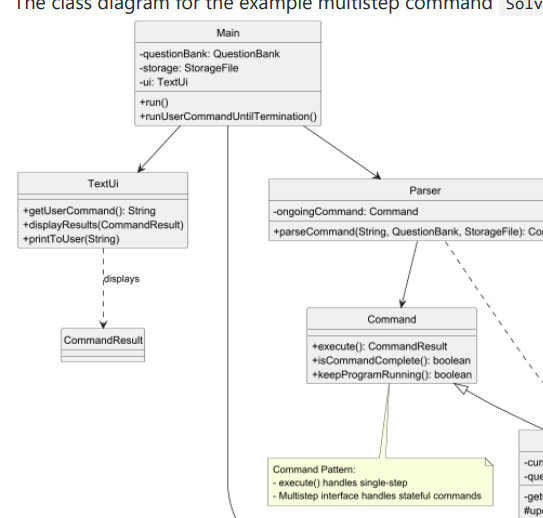 The class diagram for the example multistep command Solv
Main
-questionBank: QuestionBank
-storage: StorageFile
-ui: TextUi
+run()
+runUserCommandUntilTermination()
TextUi
+getUserCommand(): String
+displayResults(CommandResult)
+printToUser(String)
Parser
-ongoingCommand: Command
+parseCommand(String, QuestionBank, StorageFile): Co
displays
CommandResult
Command
+execute(): CommandResult
+isCommandComplete(): boolean
+keepProgramRunning(): boolean
Command Pattern:
- execute() handles single-step
- Multistep interface handles stateful commands
-curr
-que
-get
#upd